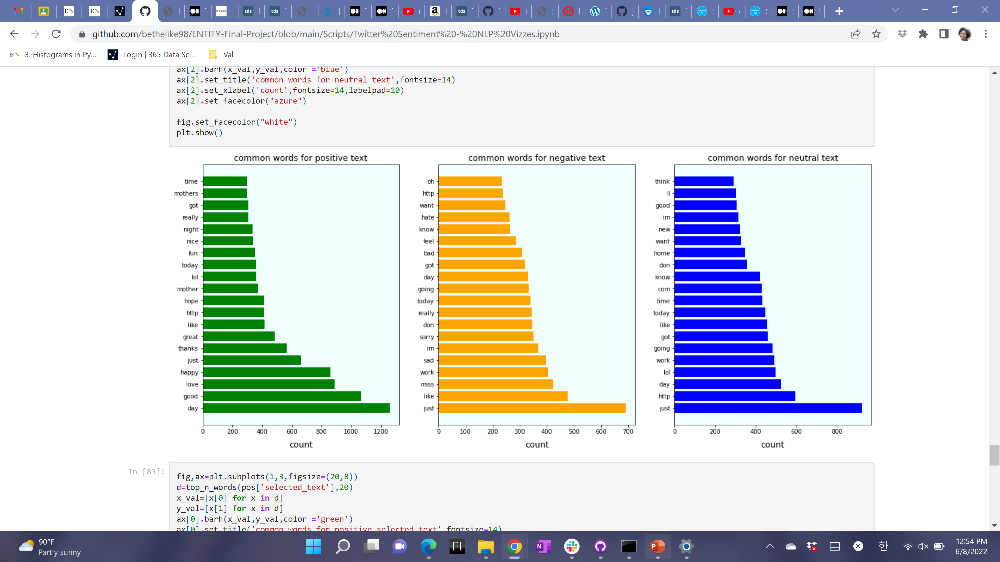 github.com/bethelike98/ENTITY-Final-Project/blob/main/Scripts/Twitter%20Sentiment%20-%20NLP%20Vizzes.ipynb
3. Histograms in Py...
Login | 365 Data Sci...
Val
ax[2].barh(x_val,y_val,color ='blue')
ax[2].set_title('common words for neutral text',fontsize=14)
ax[2].set_xlabel('count',fontsize=14,labelpad=10)
ax[2].set_facecolor("azure")
fig.set_facecolor("white")
plt.show()
common words for positive text
time
mothers
got
really
night
nice
fun
today
lol
mother
hope
http
like
great
thanks
just
happy
love
good
day
0 200 400 600 800 1000 1200
count
common words for negative text
oh
http
want
hate
know
feel
bad
got
day
going
today
really
don
sorry
im
sad
work
miss
like
just
0 100 200 300 400 500 600 700
count
common words for neutral text
think
ll
good
im
new
want
home
don
know
com
time
today
like
got
going
work
lol
day
http
just
0 200 400 600 800
count
In [83]:
fig,ax=plt.subplots(1,3,figsize=(20,8))
d=top_n_words(pos['selected_text'],20)
x_val=[x[0] for x in d]
y_val=[x[1] for x in d]
ax[0].barh(x_val,y_val,color ='green')
ax[0].set_title('common words for positive selected text',fontsize=14)
90°F
Partly sunny
한
12:54 PM
6/8/2022